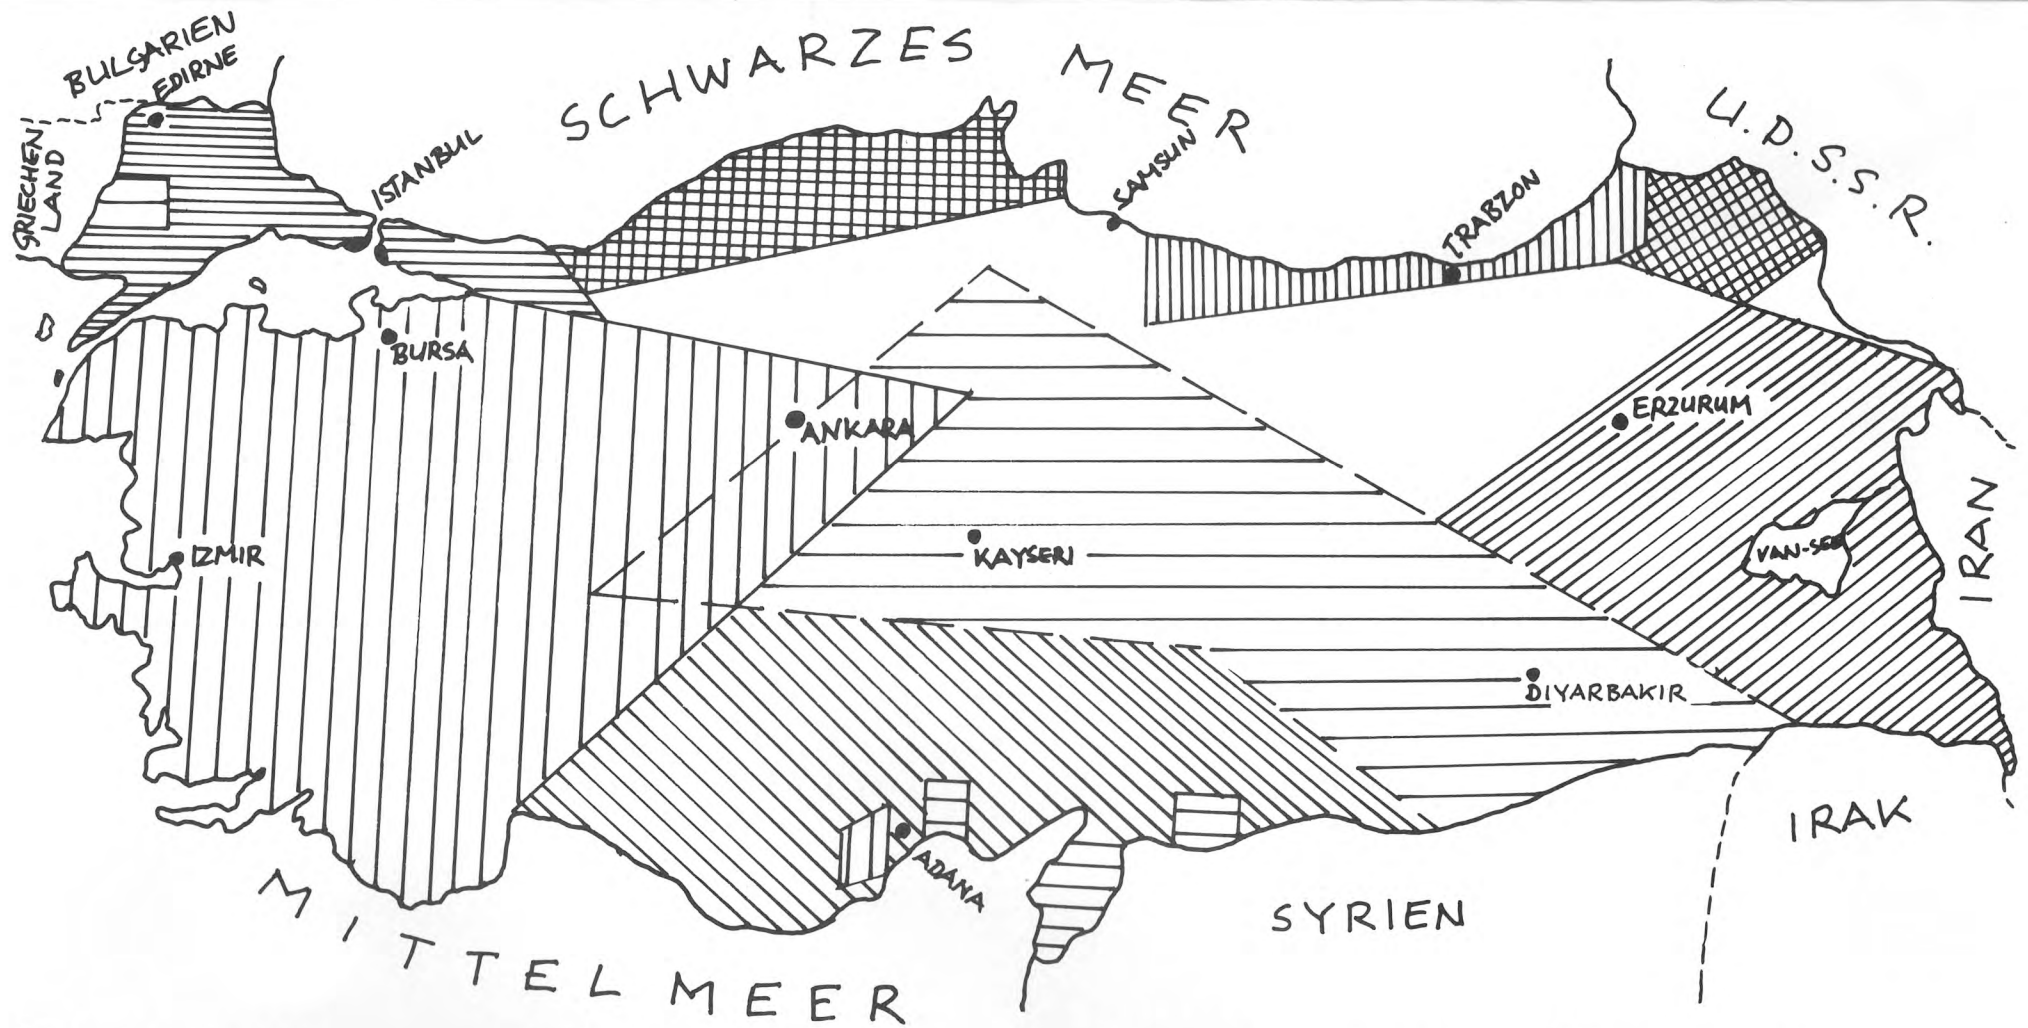 BULGARIEN
EDIRNE
GRIECHEN
LAND
ISTANBUL
SCHWARZES MEER
SAMSUN
TRABZON
U.D.S.S.R.
BURSA
ANKARA
ERZURUM
IZMIR
KAYSERI
VAN-SEE
IRAN
DIYARBAKIR
ADANA
IRAK
SYRIEN
MITTELMEER